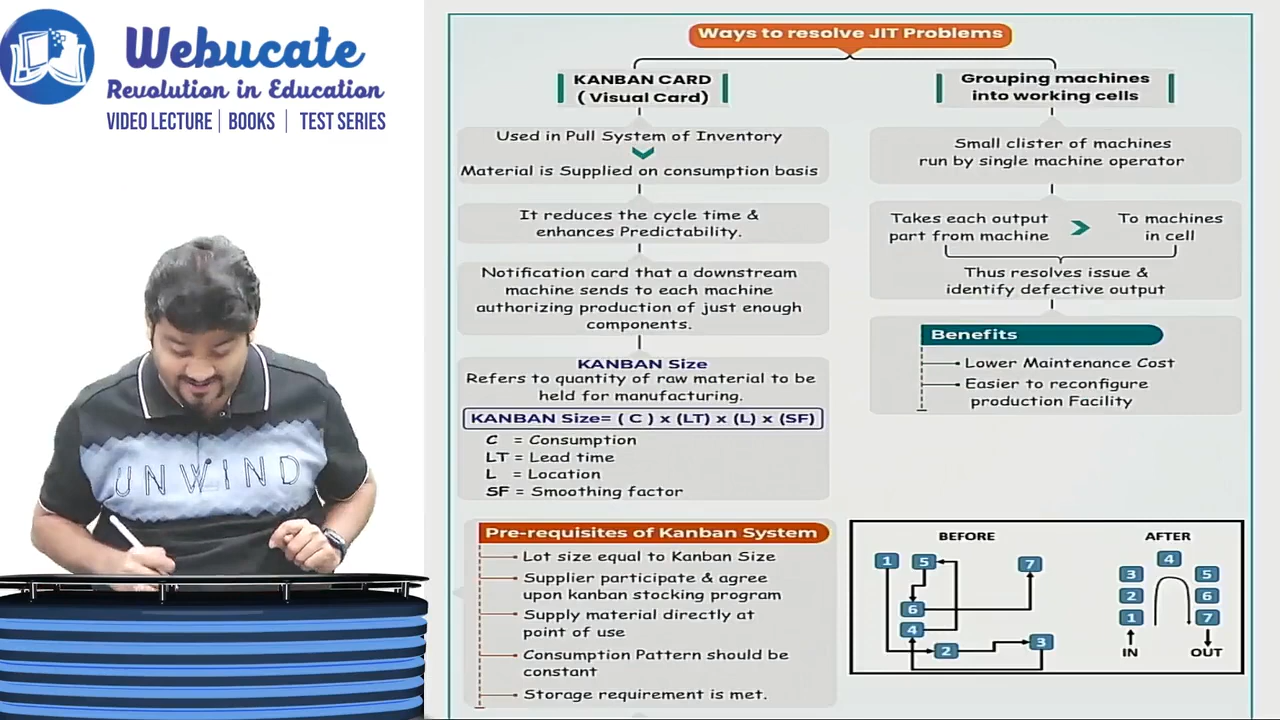 Webucate
Revolution in Education
VIDEO LECTURE | BOOKS | TEST SERIES
UNWIND
Ways to resolve JIT Problems
KANBAN CARD
( Visual Card)
Used in Pull System of Inventory
Material is Supplied on consumption basis
It reduces the cycle time &
enhances Predictability.
Notification card that a downstream
machine sends to each machine
authorizing production of just enough
components.
KANBAN Size
Refers to quantity of raw material to be
held for manufacturing.
KANBAN Size= ( C ) x (LT) x (L) x (SF)
C = Consumption
LT = Lead time
L = Location
SF = Smoothing factor
Pre-requisites of Kanban System
Lot size equal to Kanban Size
Supplier participate & agree
upon kanban stocking program
Supply material directly at
point of use
Consumption Pattern should be
constant
Storage requirement is met.
Grouping machines
into working cells
Small clister of machines
run by single machine operator
Takes each output
part from machine
To machines
in cell
Thus resolves issue &
identify defective output
Benefits
Lower Maintenance Cost
Easier to reconfigure
production Facility
BEFORE
1 5 7
6
4
2 3
AFTER
4
3 5
2 6
1 7
IN OUT